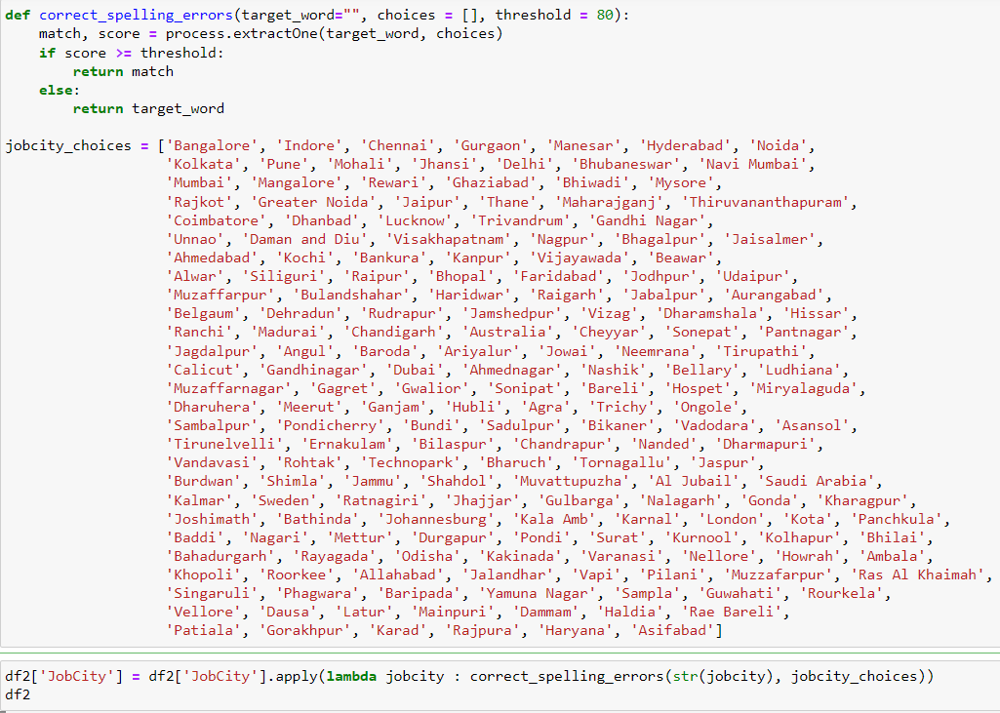 def correct_spelling_errors(target_word="", choices = [], threshold = 80):
    match, score = process.extractOne(target_word, choices)
    if score >= threshold:
        return match
    else:
        return target_word

jobcity_choices = ['Bangalore', 'Indore', 'Chennai', 'Gurgaon', 'Manesar', 'Hyderabad', 'Noida',
                   'Kolkata', 'Pune', 'Mohali', 'Jhansi', 'Delhi', 'Bhubaneswar', 'Navi Mumbai',
                   'Mumbai', 'Mangalore', 'Rewari', 'Ghaziabad', 'Bhiwadi', 'Mysore',
                   'Rajkot', 'Greater Noida', 'Jaipur', 'Thane', 'Maharajganj', 'Thiruvananthapuram',
                   'Coimbatore', 'Dhanbad', 'Lucknow', 'Trivandrum', 'Gandhi Nagar',
                   'Unnao', 'Daman and Diu', 'Visakhapatnam', 'Nagpur', 'Bhagalpur', 'Jaisalmer',
                   'Ahmedabad', 'Kochi', 'Bankura', 'Kanpur', 'Vijayawada', 'Beawar',
                   'Alwar', 'Siliguri', 'Raipur', 'Bhopal', 'Faridabad', 'Jodhpur', 'Udaipur',
                   'Muzaffarpur', 'Bulandshahar', 'Haridwar', 'Raigarh', 'Jabalpur', 'Aurangabad',
                   'Belgaum', 'Dehradun', 'Rudrapur', 'Jamshedpur', 'Vizag', 'Dharamshala', 'Hissar',
                   'Ranchi', 'Madurai', 'Chandigarh', 'Australia', 'Cheyyar', 'Sonepat', 'Pantnagar',
                   'Jagdalpur', 'Angul', 'Baroda', 'Ariyalur', 'Jowai', 'Neemrana', 'Tirupathi',
                   'Calicut', 'Gandhinagar', 'Dubai', 'Ahmednagar', 'Nashik', 'Bellary', 'Ludhiana',
                   'Muzaffarnagar', 'Gagret', 'Gwalior', 'Sonipat', 'Bareli', 'Hospet', 'Miryalaguda',
                   'Dharuhera', 'Meerut', 'Ganjam', 'Hubli', 'Agra', 'Trichy', 'Ongole',
                   'Sambalpur', 'Pondicherry', 'Bundi', 'Sadulpur', 'Bikaner', 'Vadodara', 'Asansol',
                   'Tirunelvelli', 'Ernakulam', 'Bilaspur', 'Chandrapur', 'Nanded', 'Dharmapuri',
                   'Vandavasi', 'Rohtak', 'Technopark', 'Bharuch', 'Tornagallu', 'Jaspur',
                   'Burdwan', 'Shimla', 'Jammu', 'Shahdol', 'Muvattupuzha', 'Al Jubail', 'Saudi Arabia',
                   'Kalmar', 'Sweden', 'Ratnagiri', 'Jhajjar', 'Gulbarga', 'Nalagarh', 'Gonda', 'Kharagpur',
                   'Joshimath', 'Bathinda', 'Johannesburg', 'Kala Amb', 'Karnal', 'London', 'Kota', 'Panchkula',
                   'Baddi', 'Nagari', 'Mettur', 'Durgapur', 'Pondi', 'Surat', 'Kurnool', 'Kolhapur', 'Bhilai',
                   'Bahadurgarh', 'Rayagada', 'Odisha', 'Kakinada', 'Varanasi', 'Nellore', 'Howrah', 'Ambala',
                   'Khopoli', 'Roorkee', 'Allahabad', 'Jalandhar', 'Vapi', 'Pilani', 'Muzzafarpur', 'Ras Al Khaimah',
                   'Singaruli', 'Phagwara', 'Baripada', 'Yamuna Nagar', 'Sampla', 'Guwahati', 'Rourkela',
                   'Vellore', 'Dausa', 'Latur', 'Mainpuri', 'Dammam', 'Haldia', 'Rae Bareli',
                   'Patiala', 'Gorakhpur', 'Karad', 'Rajpura', 'Haryana', 'Asifabad']
df2['JobCity'] = df2['JobCity'].apply(lambda jobcity : correct_spelling_errors(str(jobcity), jobcity_choices))
df2